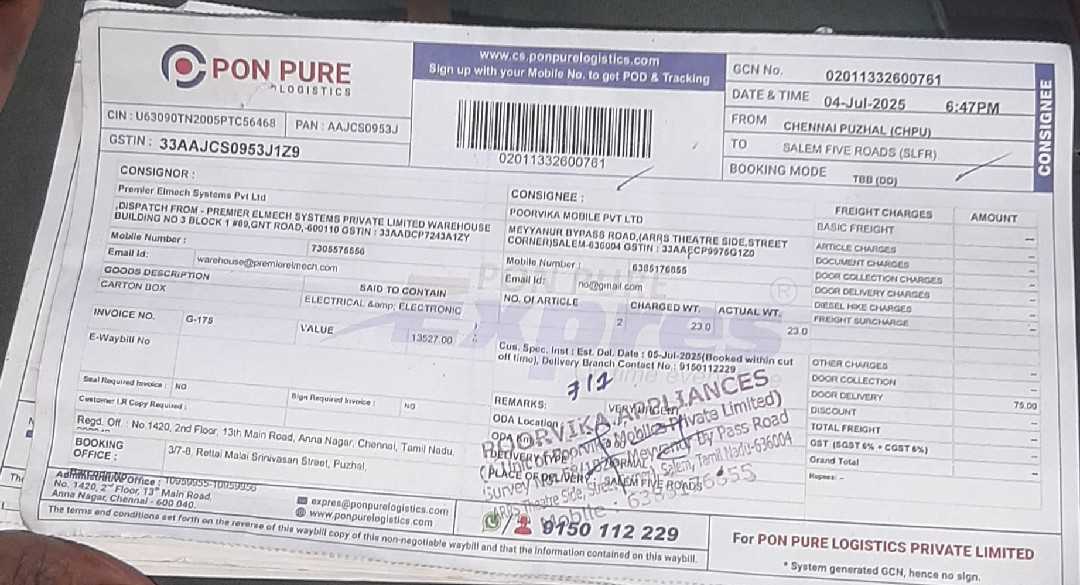 PON PURE
LOGISTICS
CIN : U63090TN2005PTC56468
PAN : AAJCS0953J
GSTIN : 33AAJCS0953J1Z9
www.cs.ponpurelogistics.com
Sign up with your Mobile No. to get POD & Tracking
02011332600761
GCN No. 02011332600761
DATE & TIME 04-Jul-2025 6:47PM
FROM CHENNAI PUZHAL (CHPU)
TO SALEM FIVE ROADS (SLFR)
BOOKING MODE TBB (DD)
CONSIGNEE
CONSIGNOR :
Premier Elmech Systems Pvt Ltd
,DISPATCH FROM - PREMIER ELMECH SYSTEMS PRIVATE LIMITED WAREHOUSE
BUILDING NO 3 BLOCK 1 #69,GNT ROAD,-600110 GSTIN : 33AADCP7243A1ZY
Mobile Number : 7305576556
Email Id: warehouse@premierelmech.com
GOODS DESCRIPTION SAID TO CONTAIN
CARTON BOX ELECTRICAL &amp; ELECTRONIC
INVOICE NO. G-175 VALUE 13527.00
E-Waybill No
Seal Required Invoice : NO Sign Required Invoice : NO
Customer LR Copy Required :
Regd. Off : No.1420, 2nd Floor, 13th Main Road, Anna Nagar, Chennai, Tamil Nadu,
BOOKING OFFICE : 3/7-8, Rettai Malai Srinivasan Street, Puzhal,
CONSIGNEE :
POORVIKA MOBILE PVT LTD
MEYYANUR BYPASS ROAD,(ARRS THEATRE SIDE,STREET
CORNER)SALEM-636004 GSTIN : 33AAECP9976G1Z0
Mobile Number : 6385176655
Email Id: no@gmail.com
NO. OF ARTICLE CHARGED WT. ACTUAL WT.
2 23.0 23.0
PON PURE
Expres
®
Cus. Spec. Inst : Est. Del. Date : 05-Jul-2025(Booked within cut
off time), Delivery Branch Contact No : 9150112229
712
REMARKS:
ODA Location
SALEM FIVE ROADS
POORVIKA APPLIANCES
(A Unit of Poorvika Mobiles Private Limited)
Meyyanur By Pass Road
Salem, Tamil Nadu-636004
FREIGHT CHARGES AMOUNT
BASIC FREIGHT --
ARTICLE CHARGES --
DOCUMENT CHARGES --
DOOR COLLECTION CHARGES --
DOOR DELIVERY CHARGES --
DIESEL HIKE CHARGES --
FREIGHT SURCHARGE --
OTHER CHARGES --
DOOR COLLECTION --
DOOR DELIVERY 75.00
DISCOUNT --
TOTAL FREIGHT --
GST (SGST 6% + CGST 6%) --
Grand Total --
Rupees: --
Administrative Office :
No. 1420, 2nd Floor, 13th Main Road,
Anna Nagar, Chennai - 600 040.
expres@ponpurelogistics.com
www.ponpurelogistics.com
9150 112 229
For PON PURE LOGISTICS PRIVATE LIMITED
* System generated GCN, hence no sign.
The terms and conditions set forth on the reverse of this waybill copy of this non-negotiable waybill and that the information contained on this waybill.